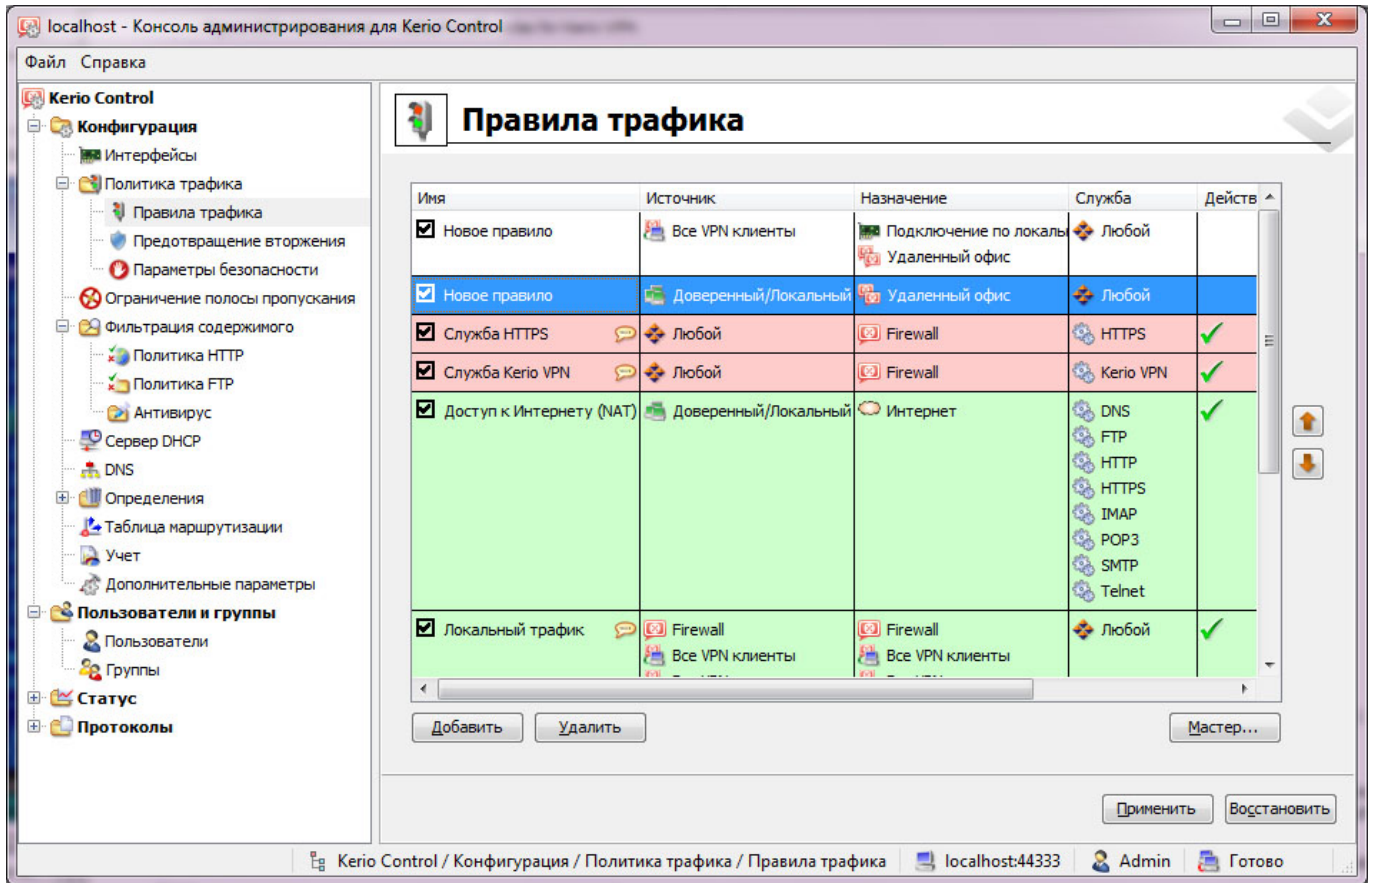 localhost - Консоль администрирования для Kerio Control
Файл Справка
Kerio Control
Конфигурация
Интерфейсы
Политика трафика
Правила трафика
Предотвращение вторжения
Параметры безопасности
Ограничение полосы пропускания
Фильтрация содержимого
Политика HTTP
Политика FTP
Антивирус
Сервер DHCP
DNS
Определения
Таблица маршрутизации
Учет
Дополнительные параметры
Пользователи и группы
Пользователи
Группы
Статус
Протоколы
Правила трафика
Имя Источник Назначение Служба Действ
Новое правило Все VPN клиенты Подключение по локалы Любой
Удаленный офис
Новое правило Доверенный/Локальный Удаленный офис Любой
Служба HTTPS Любой Firewall HTTPS
Служба Kerio VPN Любой Firewall Kerio VPN
Доступ к Интернету (NAT) Доверенный/Локальный Интернет DNS
FTP
HTTP
HTTPS
IMAP
POP3
SMTP
Telnet
Локальный трафик Firewall Firewall Любой
Все VPN клиенты Все VPN клиенты
Добавить Удалить Мастер...
Применить Восстановить
Kerio Control / Конфигурация / Политика трафика / Правила трафика localhost:44333 Admin Готово